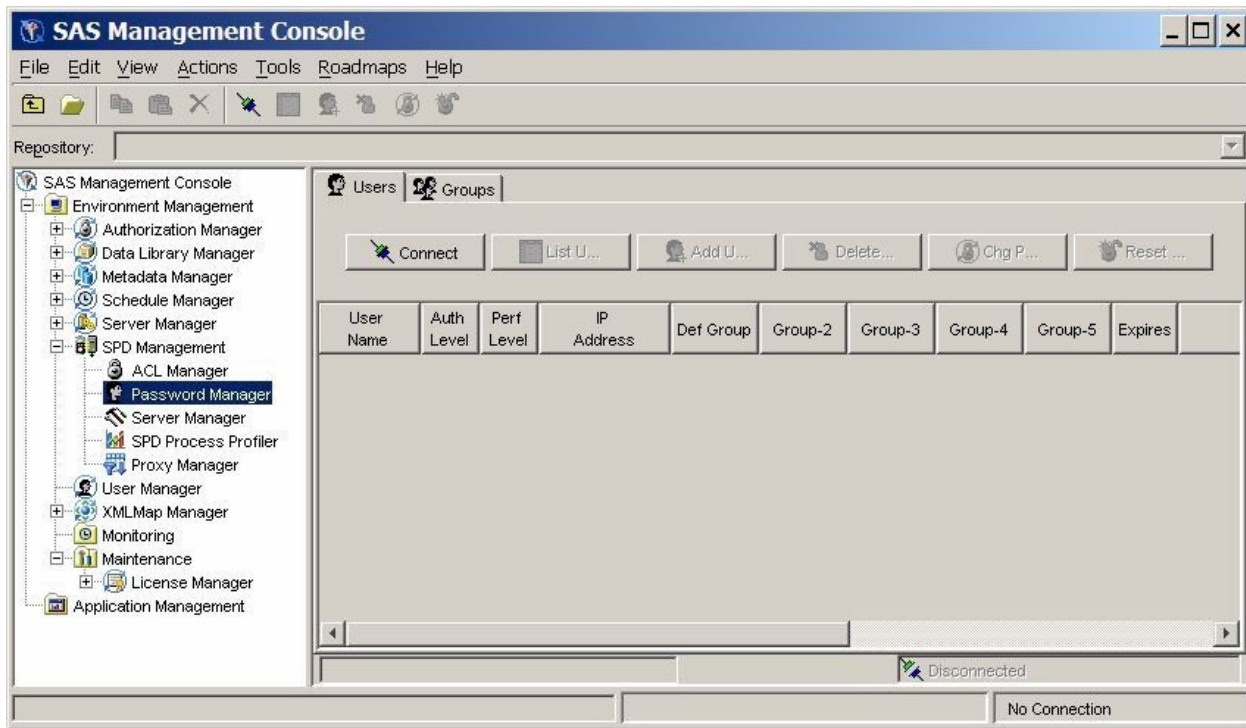 SAS Management Console
File Edit View Actions Tools Roadmaps Help
Repository:
SAS Management Console
Environment Management
Authorization Manager
Data Library Manager
Metadata Manager
Schedule Manager
Server Manager
SPD Management
ACL Manager
Password Manager
Server Manager
SPD Process Profiler
Proxy Manager
User Manager
XMLMap Manager
Monitoring
Maintenance
License Manager
Application Management
Users Groups
Connect List U... Add U... Delete... Chg P... Reset ...
User Name Auth Level Perf Level IP Address Def Group Group-2 Group-3 Group-4 Group-5 Expires
Disconnected
No Connection